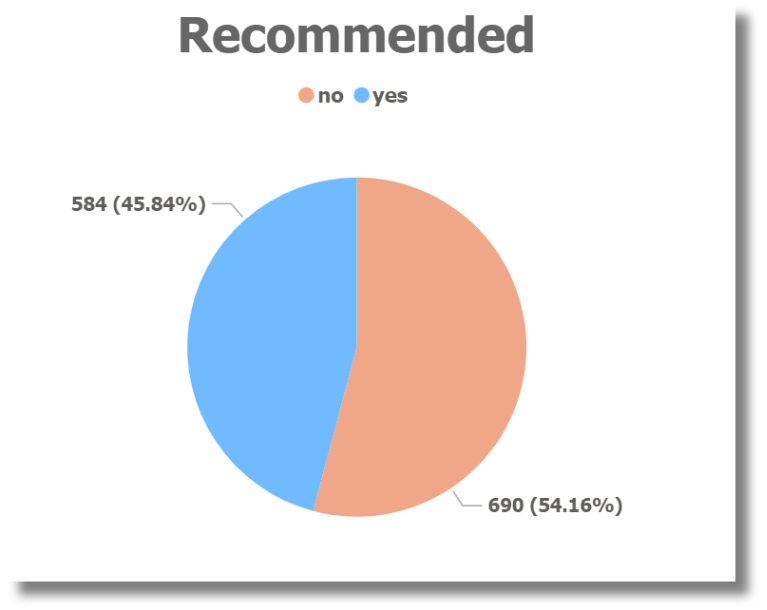 Recommended
no yes
584 (45.84%)
690 (54.16%)